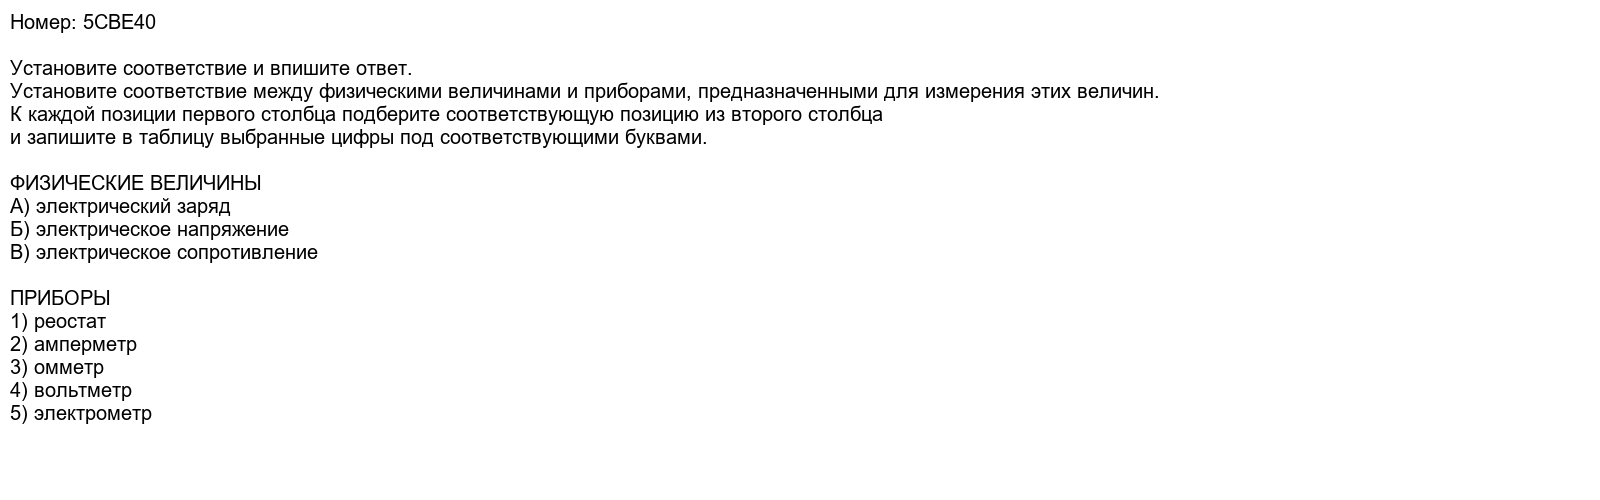 Номер: 5CBE40
Установите соответствие и впишите ответ.
Установите соответствие между физическими величинами и приборами, предназначенными для измерения этих величин.
К каждой позиции первого столбца подберите соответствующую позицию из второго столбца
и запишите в таблицу выбранные цифры под соответствующими буквами.
ФИЗИЧЕСКИЕ ВЕЛИЧИНЫ
А) электрический заряд
Б) электрическое напряжение
В) электрическое сопротивление
ПРИБОРЫ
1) реостат
2) амперметр
3) омметр
4) вольтметр
5) электрометр